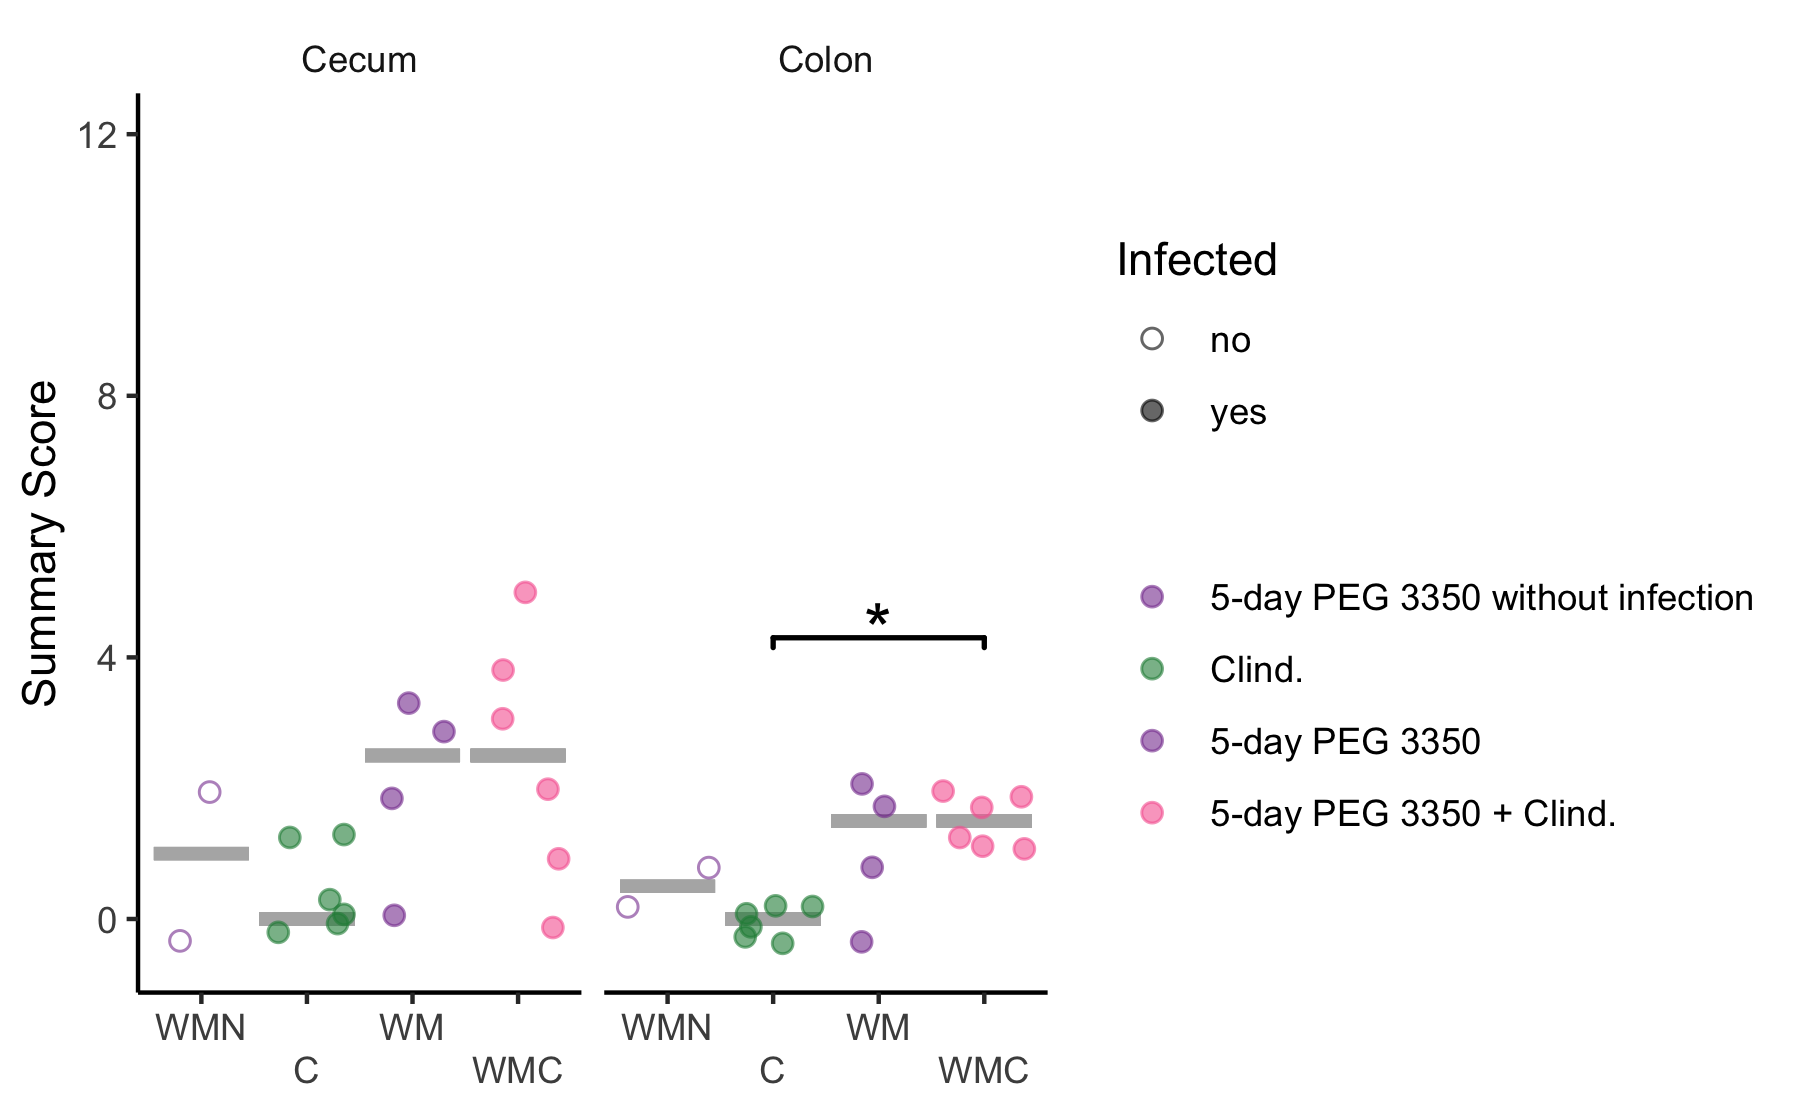 Cecum
Colon
Summary Score
12
8
4
0
*
WMN
C
WM
WMC
WMN
C
WM
WMC
Infected
no
yes
5-day PEG 3350 without infection
Clind.
5-day PEG 3350
5-day PEG 3350 + Clind.